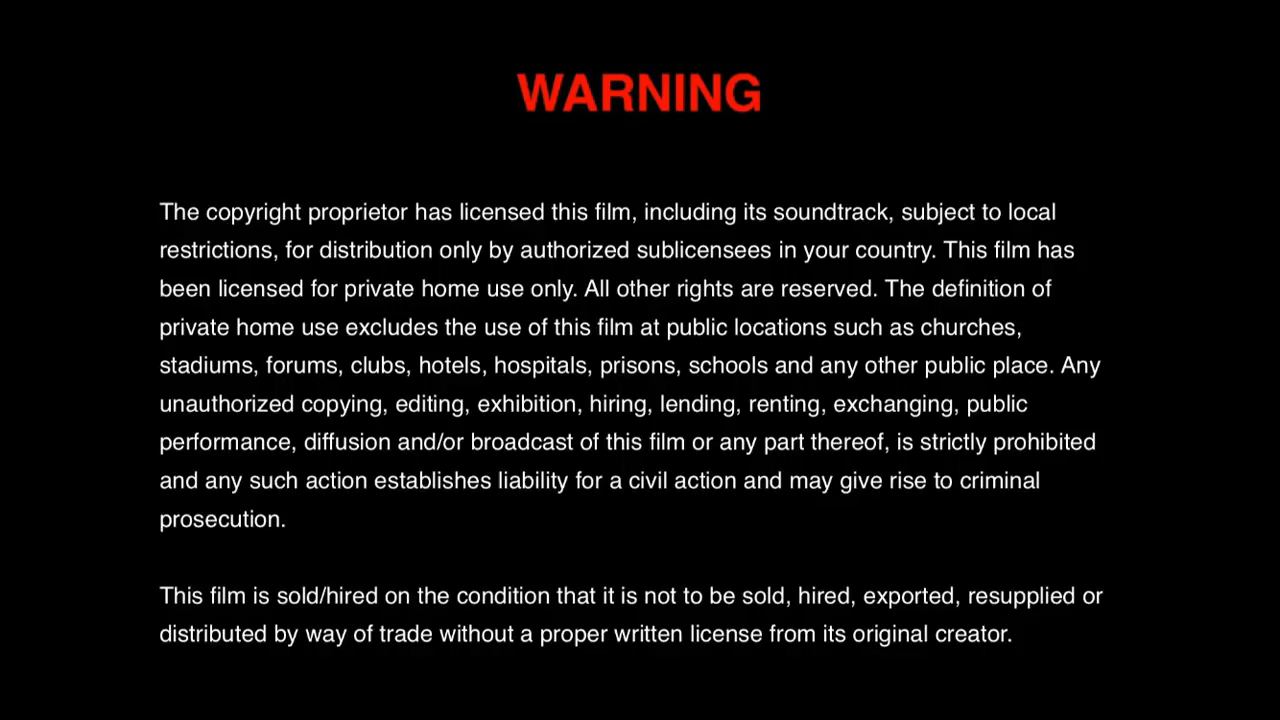 WARNING
The copyright proprietor has licensed this film, including its soundtrack, subject to local
restrictions, for distribution only by authorized sublicensees in your country. This film has
been licensed for private home use only. All other rights are reserved. The definition of
private home use excludes the use of this film at public locations such as churches,
stadiums, forums, clubs, hotels, hospitals, prisons, schools and any other public place. Any
unauthorized copying, editing, exhibition, hiring, lending, renting, exchanging, public
performance, diffusion and/or broadcast of this film or any part thereof, is strictly prohibited
and any such action establishes liability for a civil action and may give rise to criminal
prosecution.
This film is sold/hired on the condition that it is not to be sold, hired, exported, resupplied or
distributed by way of trade without a proper written license from its original creator.